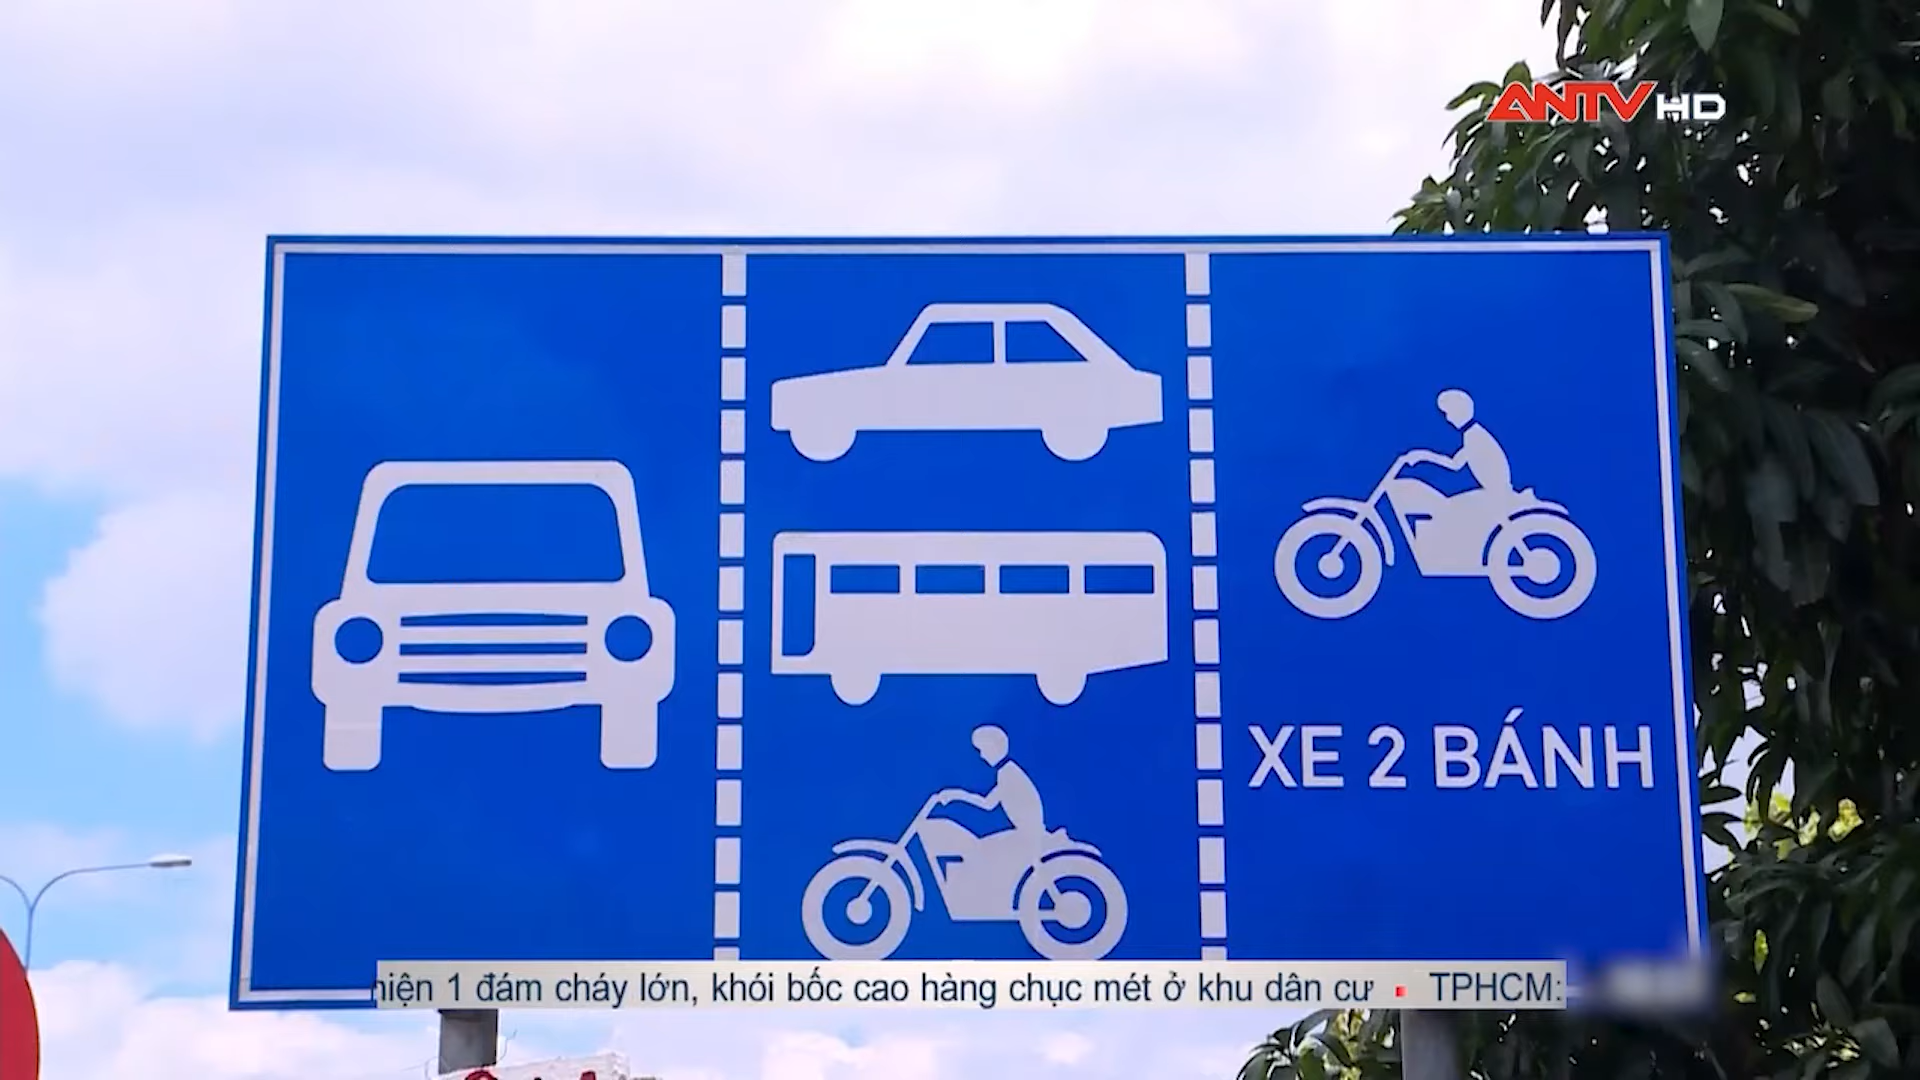 ANTV HD
XE 2 BÁNH
hiện 1 đám cháy lớn, khói bốc cao hàng chục mét ở khu dân cư ▪ TPHCM: